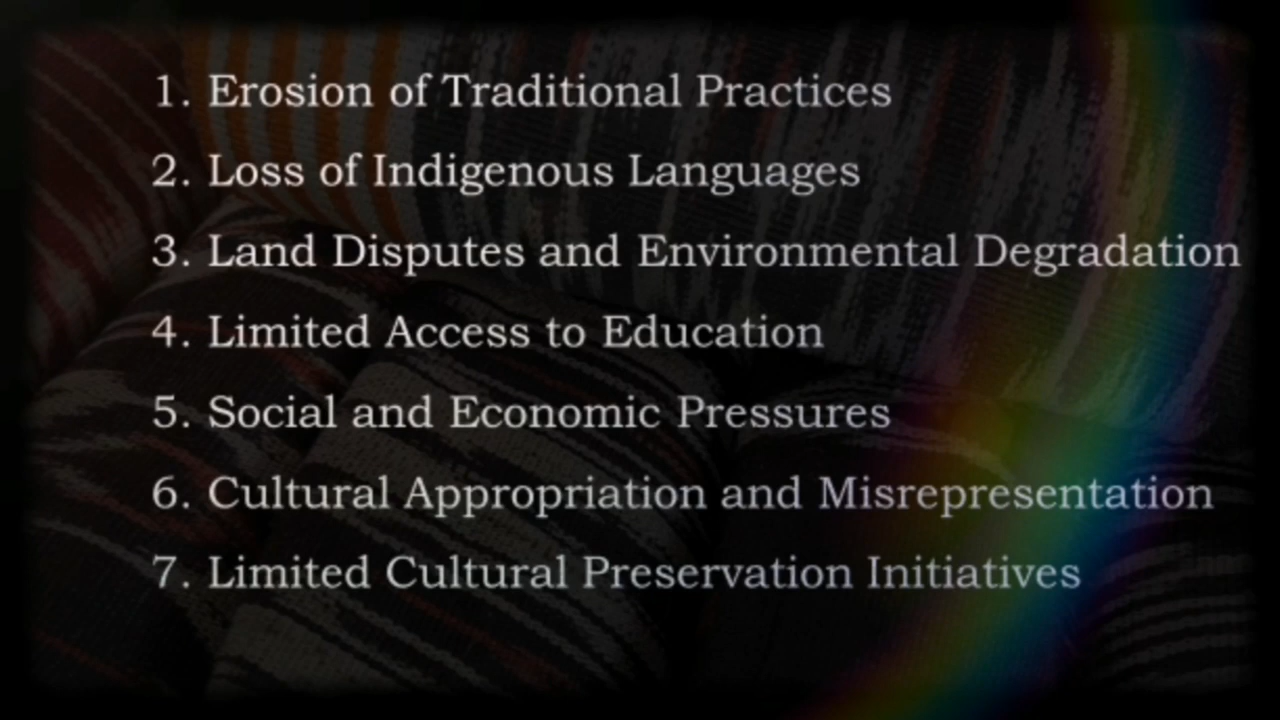 1. Erosion of Traditional Practices
2. Loss of Indigenous Languages
3. Land Disputes and Environmental Degradation
4. Limited Access to Education
5. Social and Economic Pressures
6. Cultural Appropriation and Misrepresentation
7. Limited Cultural Preservation Initiatives